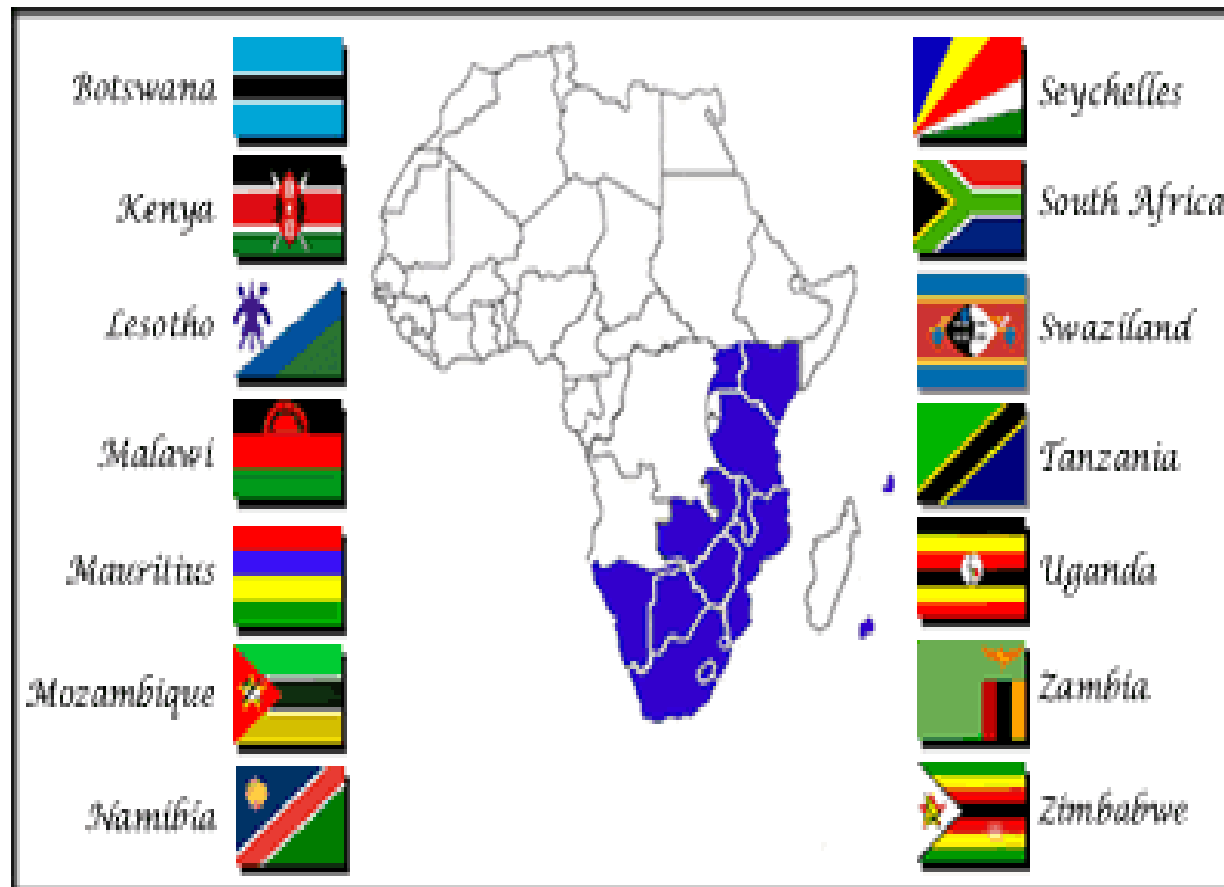 Botswana
Kenya
Lesotho
Malawi
Mauritius
Mozambique
Namibia
Seychelles
South Africa
Swaziland
Tanzania
Uganda
Zambia
Zimbabwe